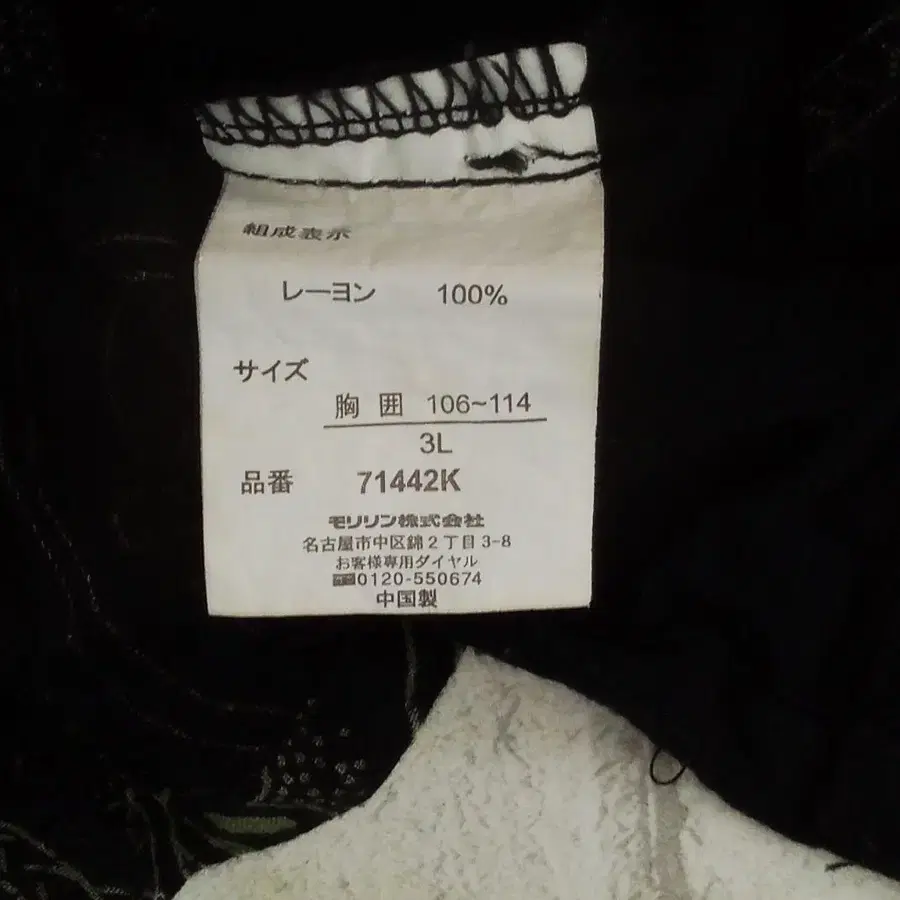 組成表示
レーヨン 100%
サイズ
胸囲 106~114
3L
品番 71442K
モリリン株式会社
名古屋市中区錦2丁目3-8
お客様専用ダイヤル
0120-550674
中国製